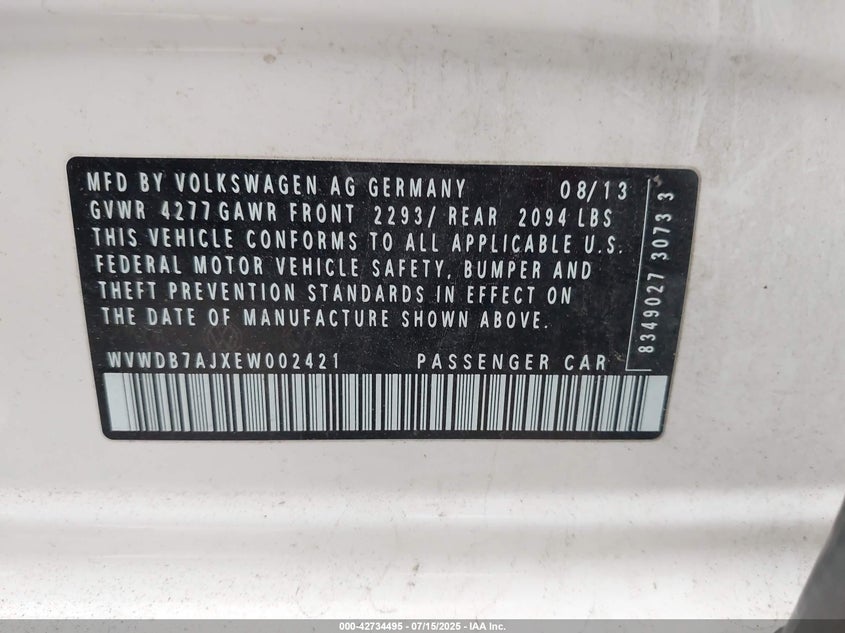 MFD BY VOLKSWAGEN AG GERMANY 08/13
GVWR 4277 GAWR FRONT 2293/ REAR 2094 LBS
THIS VEHICLE CONFORMS TO ALL APPLICABLE U.S.
FEDERAL MOTOR VEHICLE SAFETY, BUMPER AND
THEFT PREVENTION STANDARDS IN EFFECT ON
THE DATE OF MANUFACTURE SHOWN ABOVE.
WVWDB7AJXEW002421 PASSENGER CAR
8349027 3073 3
000-42734495 - 07/15/2025 - IAA Inc.